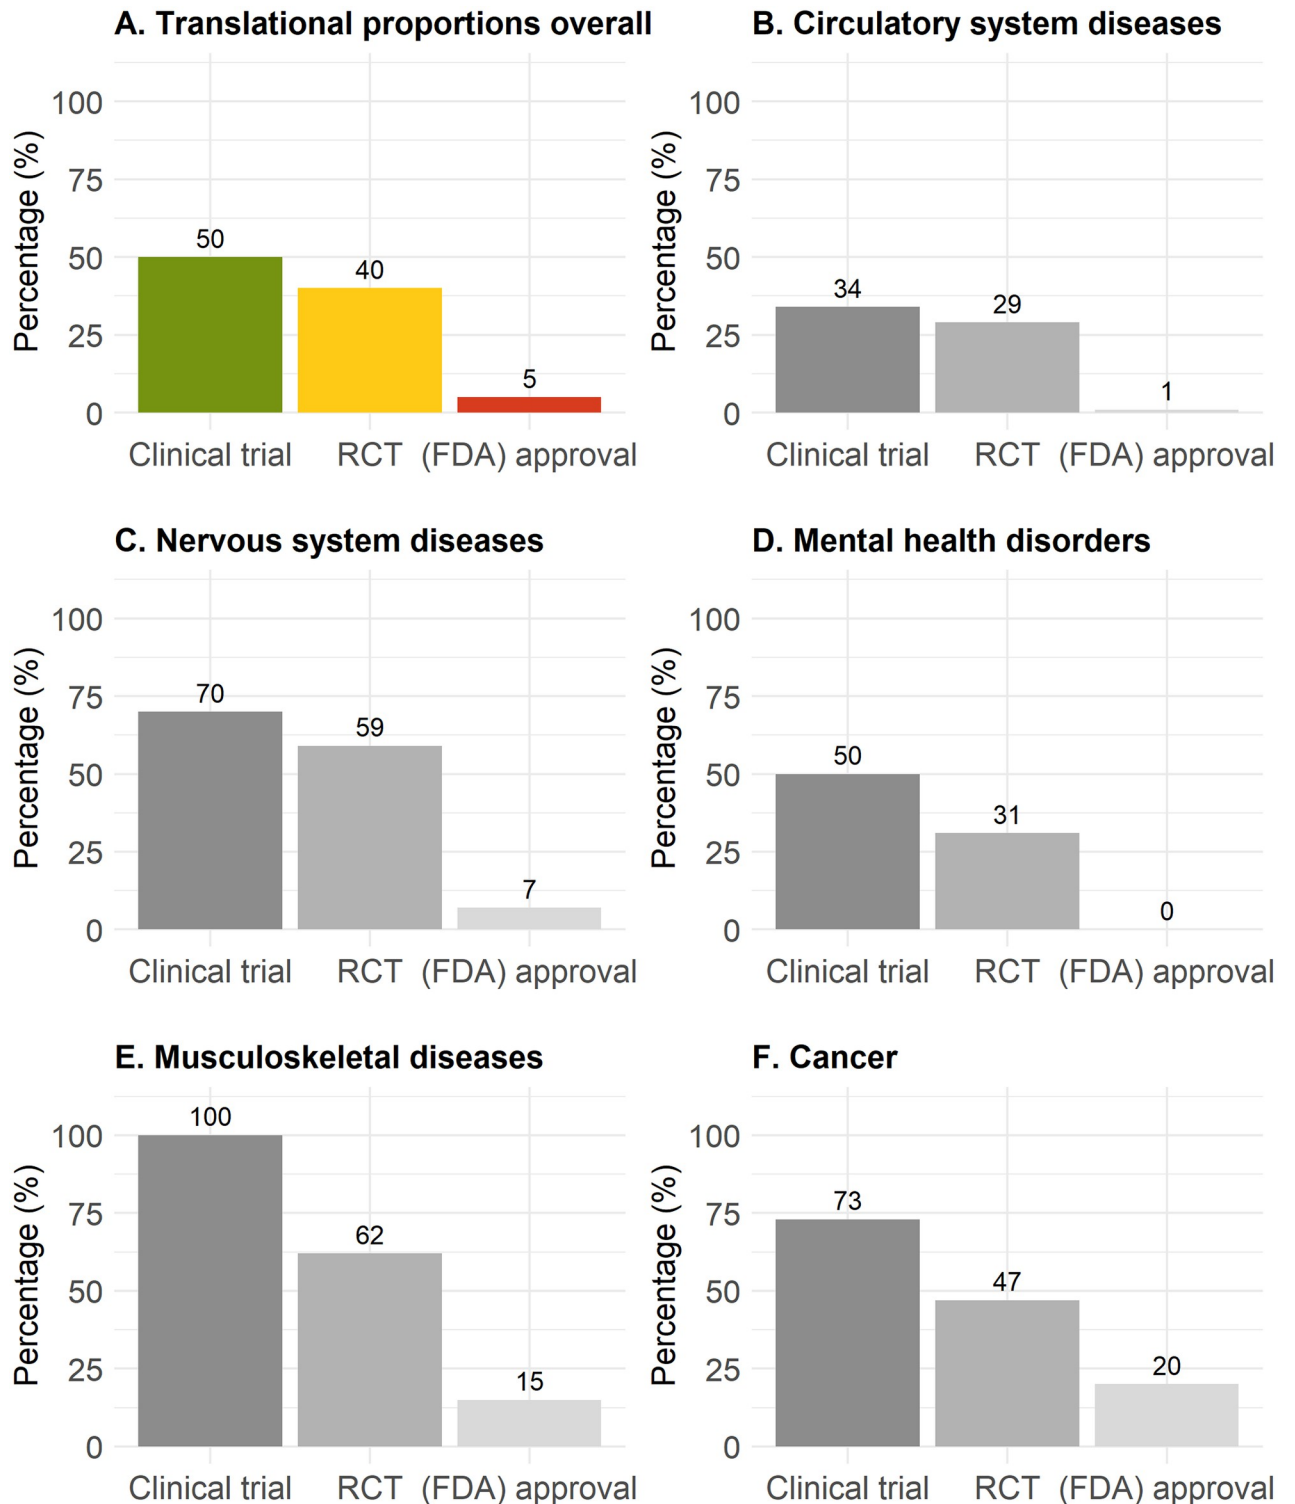 A. Translational proportions overall
Percentage (%)
100
75
50
25
0
50
40
5
Clinical trial RCT (FDA) approval
B. Circulatory system diseases
Percentage (%)
100
75
50
25
0
34
29
1
Clinical trial RCT (FDA) approval
C. Nervous system diseases
Percentage (%)
100
75
50
25
0
70
59
7
Clinical trial RCT (FDA) approval
D. Mental health disorders
Percentage (%)
100
75
50
25
0
50
31
0
Clinical trial RCT (FDA) approval
E. Musculoskeletal diseases
Percentage (%)
100
75
50
25
0
100
62
15
Clinical trial RCT (FDA) approval
F. Cancer
Percentage (%)
100
75
50
25
0
73
47
20
Clinical trial RCT (FDA) approval